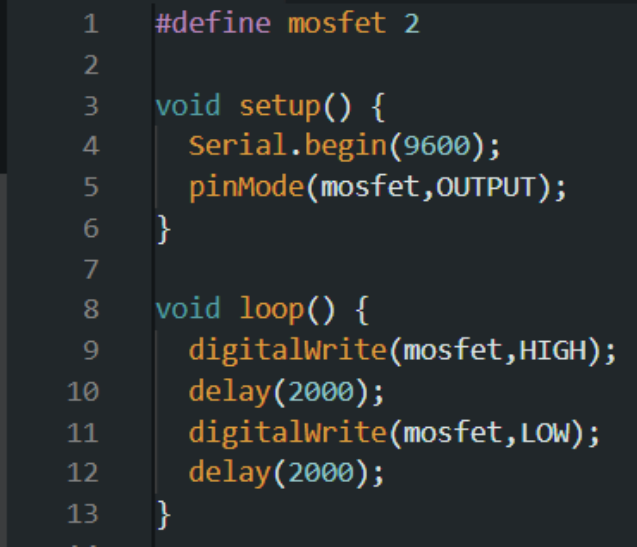 1 #define mosfet 2
2
3 void setup() {
4 Serial.begin(9600);
5 pinMode(mosfet,OUTPUT);
6 }
7
8 void loop() {
9 digitalWrite(mosfet,HIGH);
10 delay(2000);
11 digitalWrite(mosfet,LOW);
12 delay(2000);
13 }